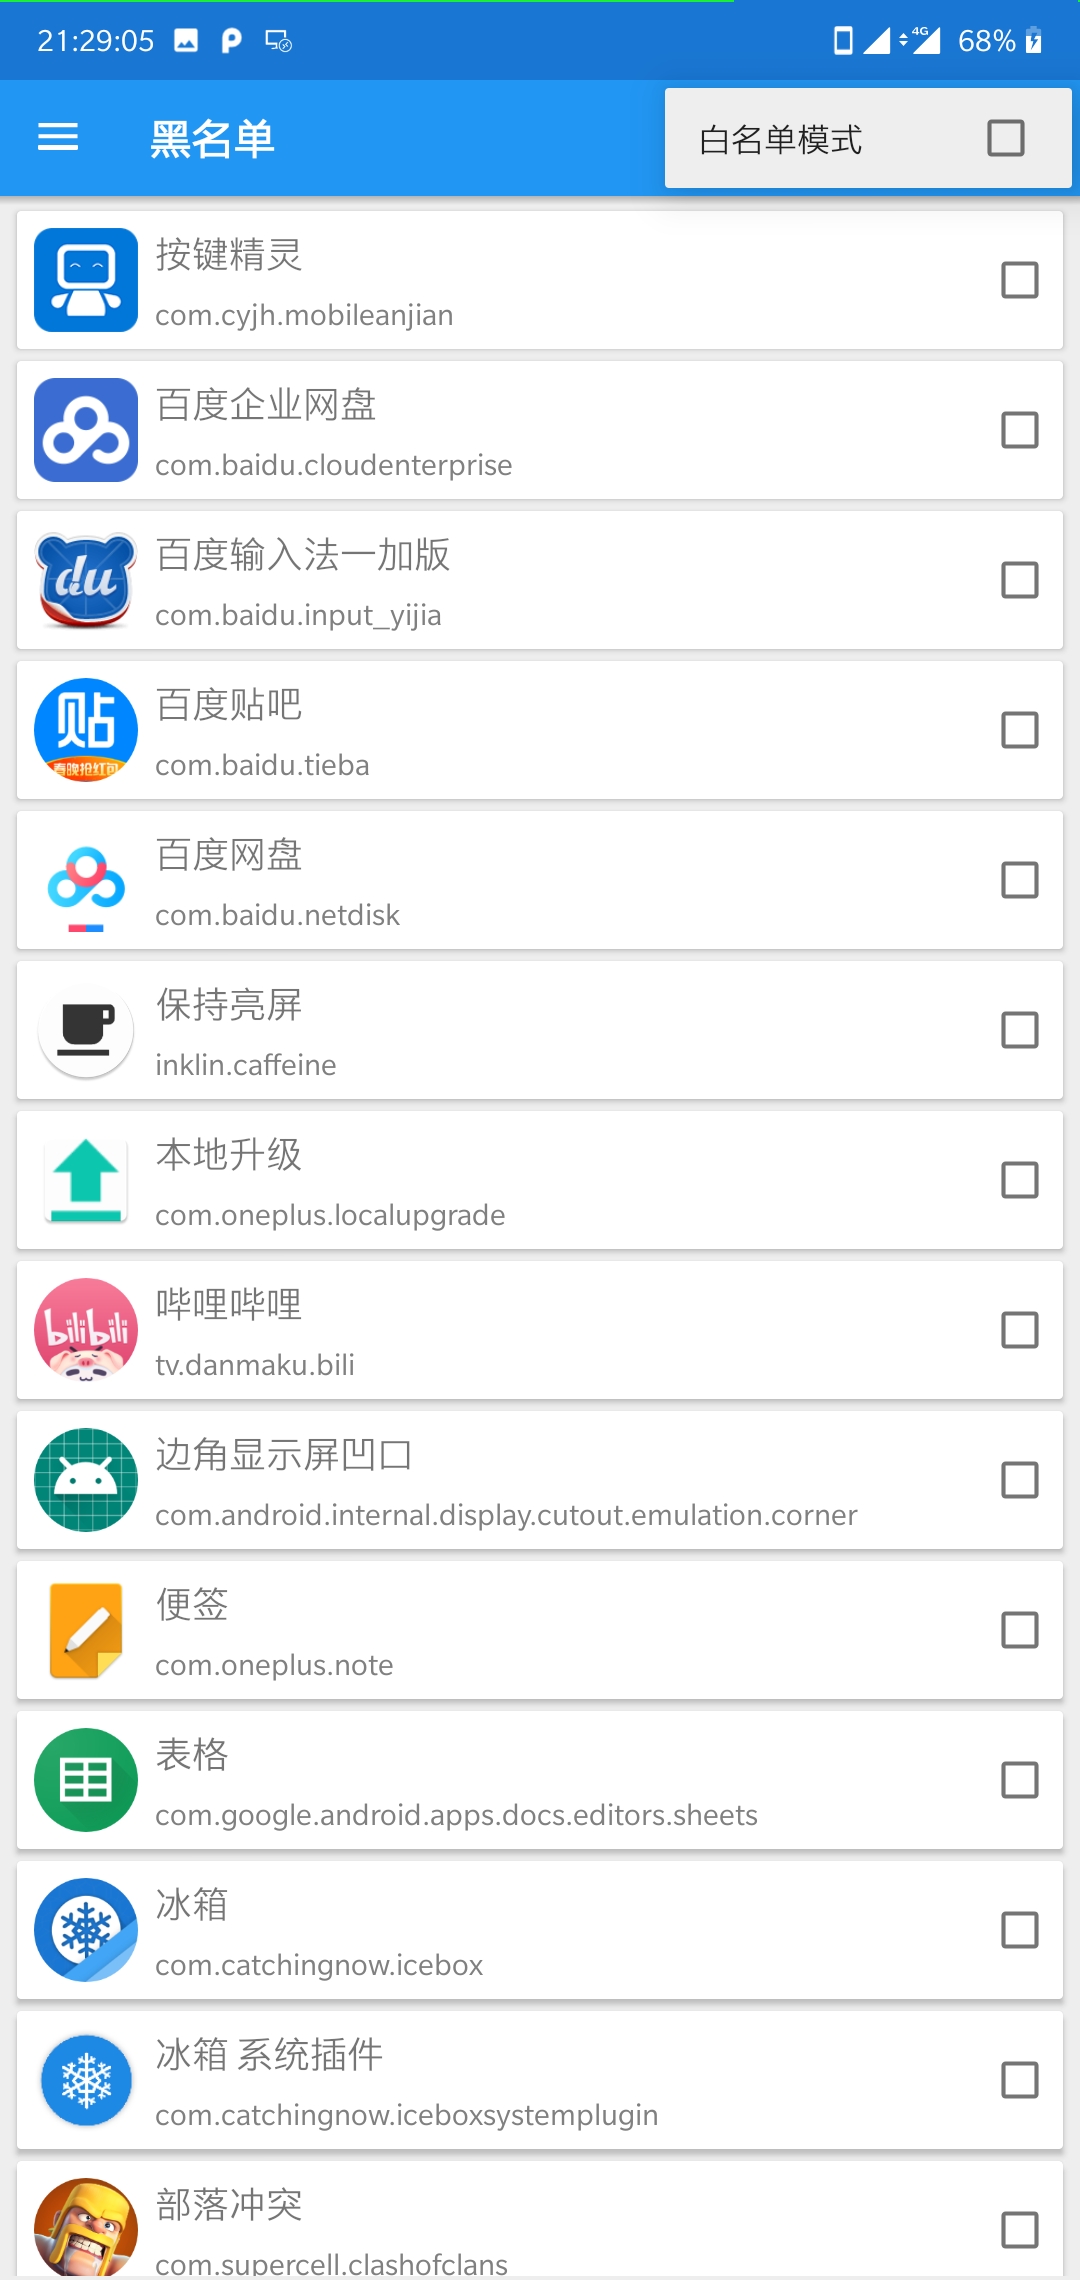 21:29:05
4G 68%
黑名单
白名单模式
按键精灵
com.cyjh.mobileanjian
百度企业网盘
com.baidu.cloudenterprise
du
百度输入法一加版
com.baidu.input_yijia
贴
春晚抢红包
百度贴吧
com.baidu.tieba
百度网盘
com.baidu.netdisk
保持亮屏
inklin.caffeine
本地升级
com.oneplus.localupgrade
bilibili
哔哩哔哩
tv.danmaku.bili
边角显示屏凹口
com.android.internal.display.cutout.emulation.corner
便签
com.oneplus.note
表格
com.google.android.apps.docs.editors.sheets
冰箱
com.catchingnow.icebox
冰箱 系统插件
com.catchingnow.iceboxsystemplugin
部落冲突
com.supercell.clashofclans